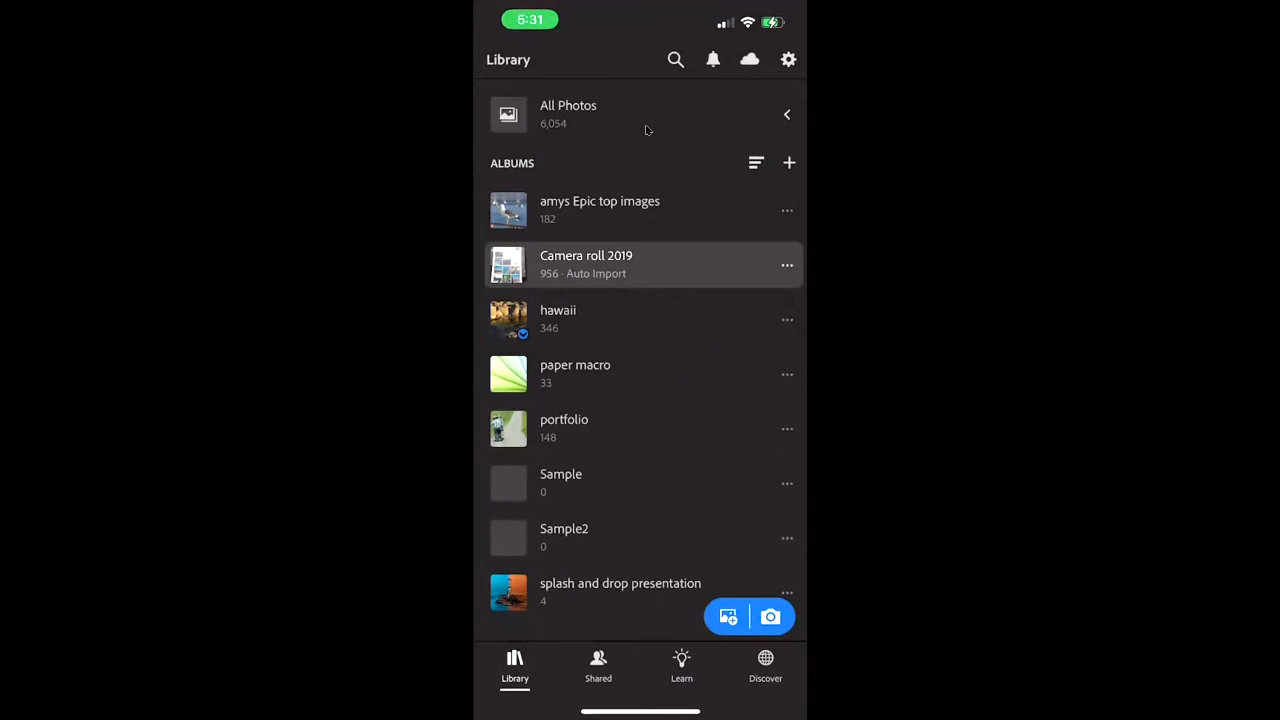 5:31
Library
All Photos
6,054
ALBUMS
amys Epic top images
182
Camera roll 2019
956 · Auto Import
hawaii
346
paper macro
33
portfolio
148
Sample
0
Sample2
0
splash and drop presentation
4
Library
Shared
Learn
Discover